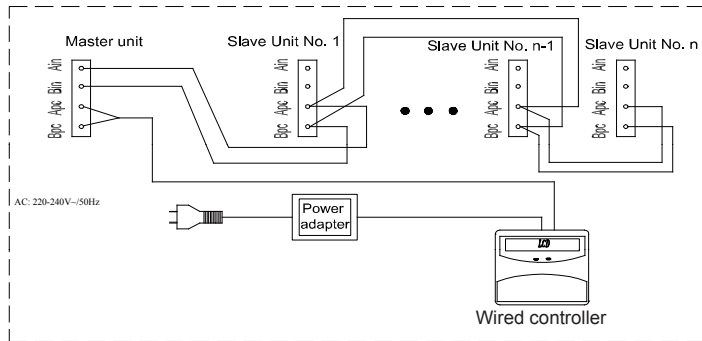 Master unit
Slave Unit No. 1
Slave Unit No. n-1
Slave Unit No. n
Ain
Bin
Apc
Bpc
Ain
Bin
Apc
Bpc
Ain
Bin
Apc
Bpc
Ain
Bin
Apc
Bpc
AC: 220-240V~/50Hz
Power
adapter
LCD
Wired controller